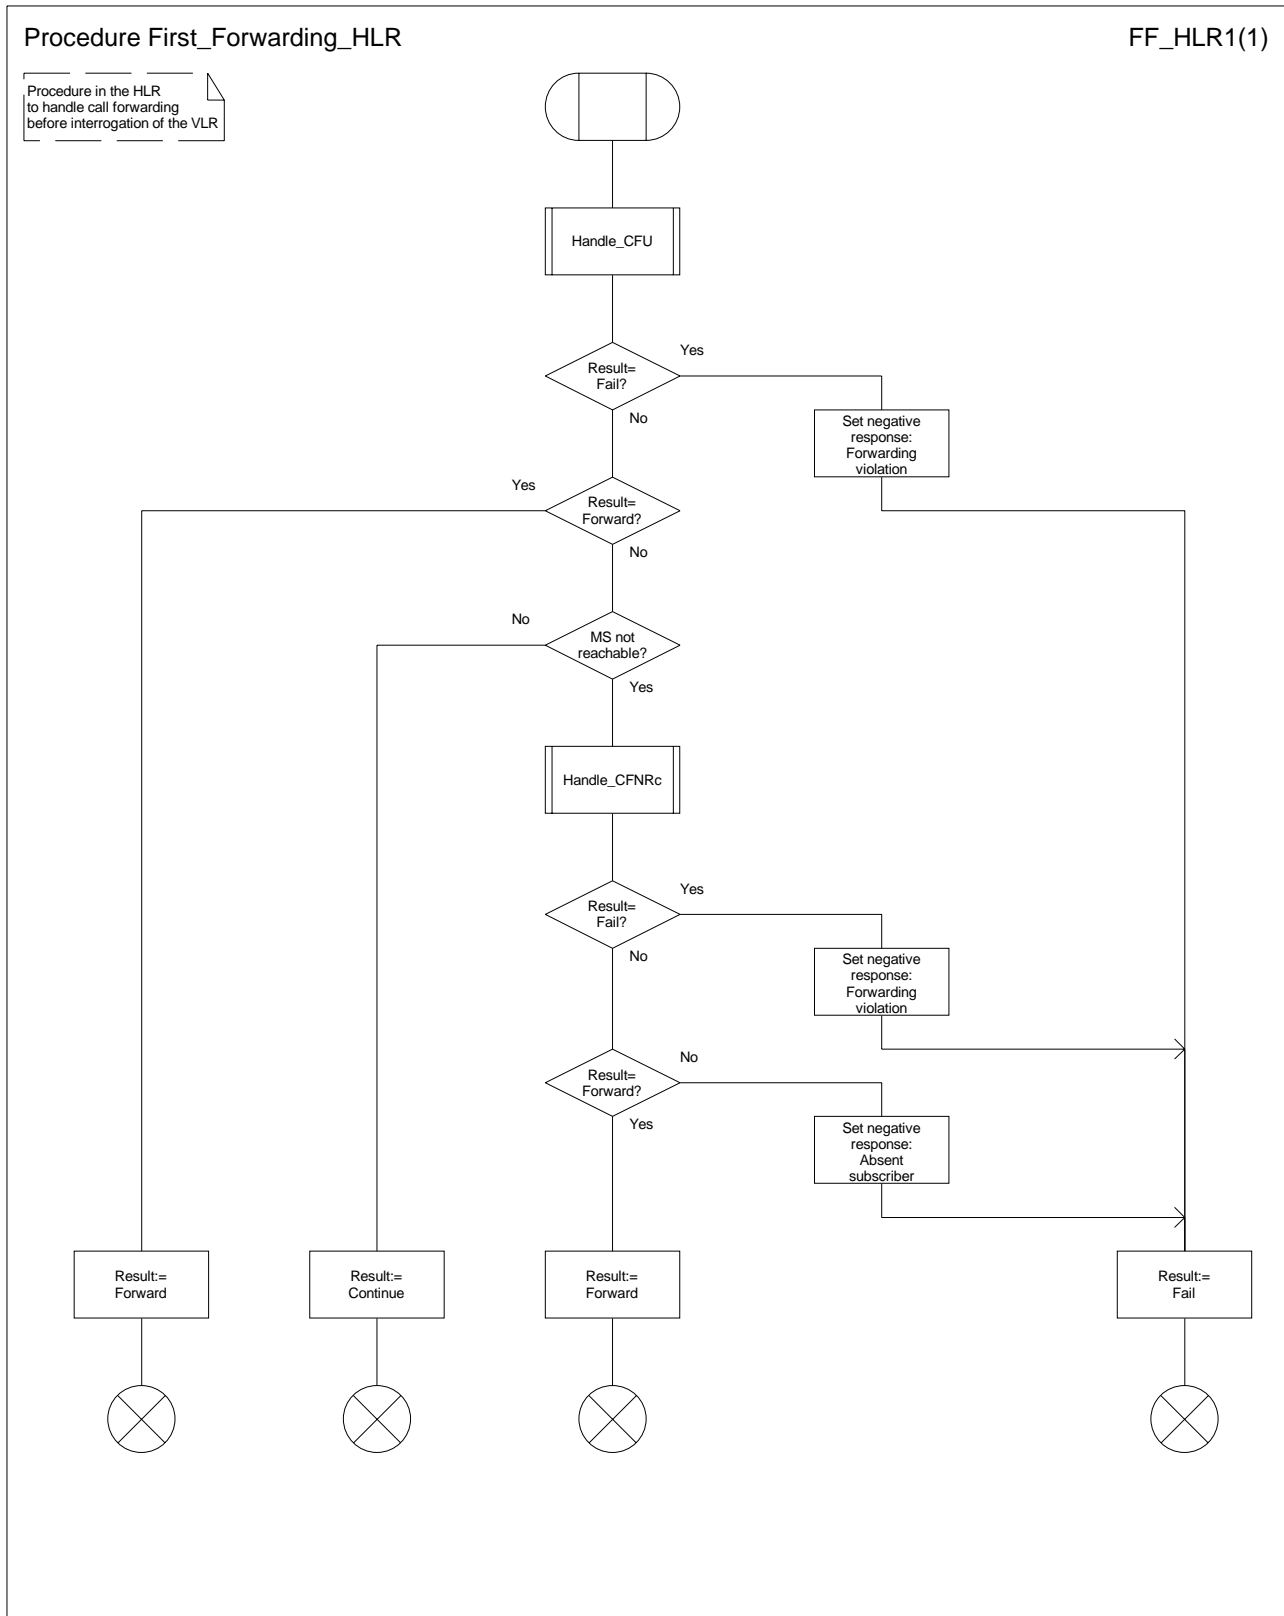 Procedure First_Forwarding_HLR
FF_HLR1(1)
Procedure in the HLR
to handle call forwarding
before interrogation of the VLR
Handle_CFU
Result=
Fail?
Yes
No
Set negative
response:
Forwarding
violation
Result=
Forward?
Yes
No
MS not
reachable?
No
Yes
Handle_CFNRc
Result=
Fail?
Yes
No
Set negative
response:
Forwarding
violation
Result=
Forward?
No
Yes
Set negative
response:
Absent
subscriber
Result:=
Forward
Result:=
Continue
Result:=
Forward
Result:=
Fail